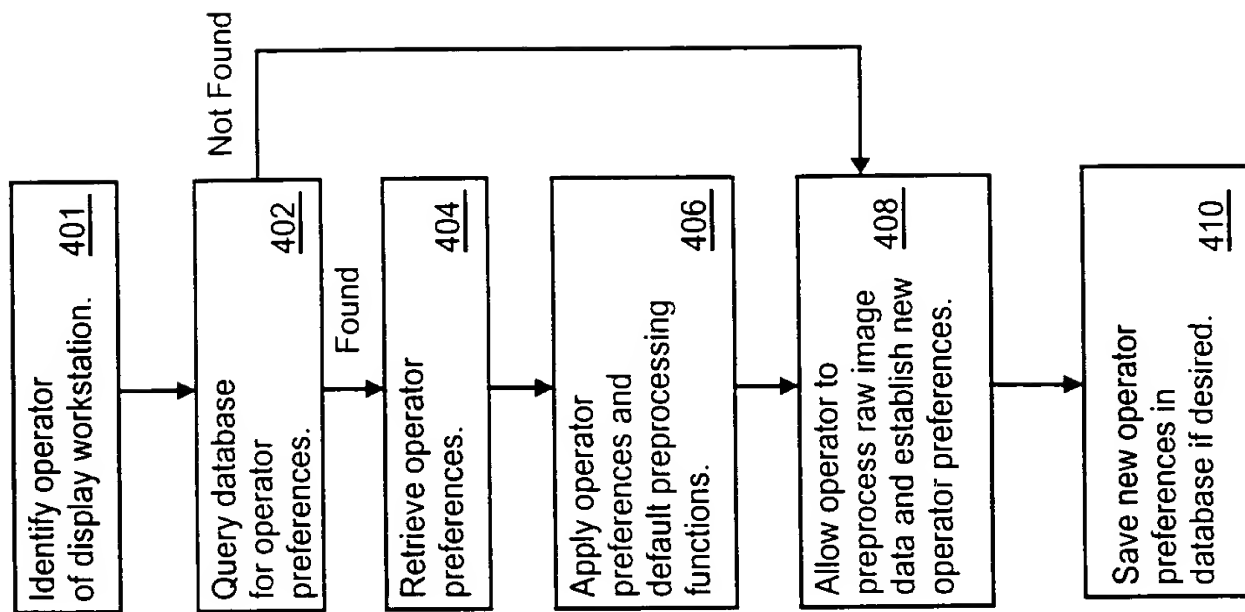 Identify operator
of display workstation.
401
Query database
for operator
preferences.
402
Found
Not Found
Retrieve operator
preferences.
404
Apply operator
preferences and
default preprocessing
functions.
406
Allow operator to
preprocess raw image
data and establish new
operator preferences.
408
Save new operator
preferences in
database if desired.
410